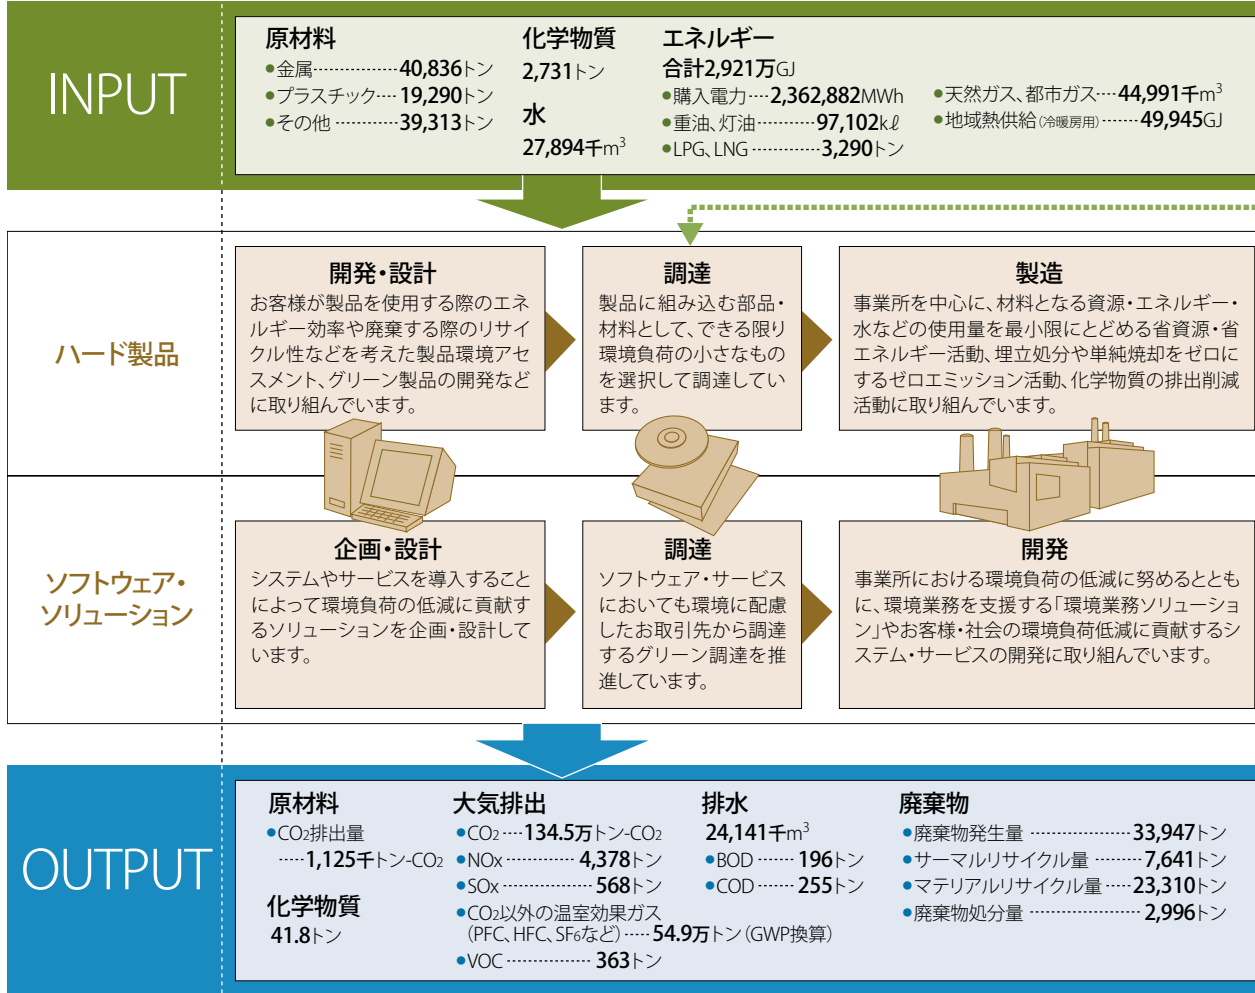 INPUT
原材料
●金属……………40,836トン
●プラスチック…19,290トン
●その他…………39,313トン
化学物質
2,731トン
水
27,894千m³
エネルギー
合計2,921万GJ
●購入電力…2,362,882MWh
●重油、灯油………97,102kℓ
●LPG、LNG…………3,290トン
●天然ガス、都市ガス…44,991千m³
●地域熱供給(冷暖房用)……49,945GJ
ハード製品
開発・設計
お客様が製品を使用する際のエネ
ルギー効率や廃棄する際のリサイ
クル性などを考えた製品環境アセ
スメント、グリーン製品の開発など
に取り組んでいます。
調達
製品に組み込む部品・
材料として、できる限り
環境負荷の小さなもの
を選択して調達してい
ます。
製造
事業所を中心に、材料となる資源・エネルギー・
水などの使用量を最小限にとどめる省資源・省
エネルギー活動、埋立処分や単純焼却をゼロに
するゼロエミッション活動、化学物質の排出削減
活動に取り組んでいます。
ソフトウェア・
ソリューション
企画・設計
システムやサービスを導入すること
によって環境負荷の低減に貢献す
るソリューションを企画・設計して
います。
調達
ソフトウェア・サービス
においても環境に配慮
したお取引先から調達
するグリーン調達を推
進しています。
開発
事業所における環境負荷の低減に努めるととも
に、環境業務を支援する「環境業務ソリューショ
ン」やお客様・社会の環境負荷低減に貢献するシ
ステム・サービスの開発に取り組んでいます。
OUTPUT
原材料
●CO₂排出量
……1,125千トン-CO₂
化学物質
41.8トン
大気排出
●CO₂……134.5万トン-CO₂
●NOx…………4,378トン
●SOx……………568トン
●CO₂以外の温室効果ガス
(PFC、HFC、SF₆など)……54.9万トン(GWP換算)
●VOC……………363トン
排水
24,141千m³
●BOD……196トン
●COD……255トン
廃棄物
●廃棄物発生量……………33,947トン
●サーマルリサイクル量………7,641トン
●マテリアルリサイクル量……23,310トン
●廃棄物処分量………………2,996トン